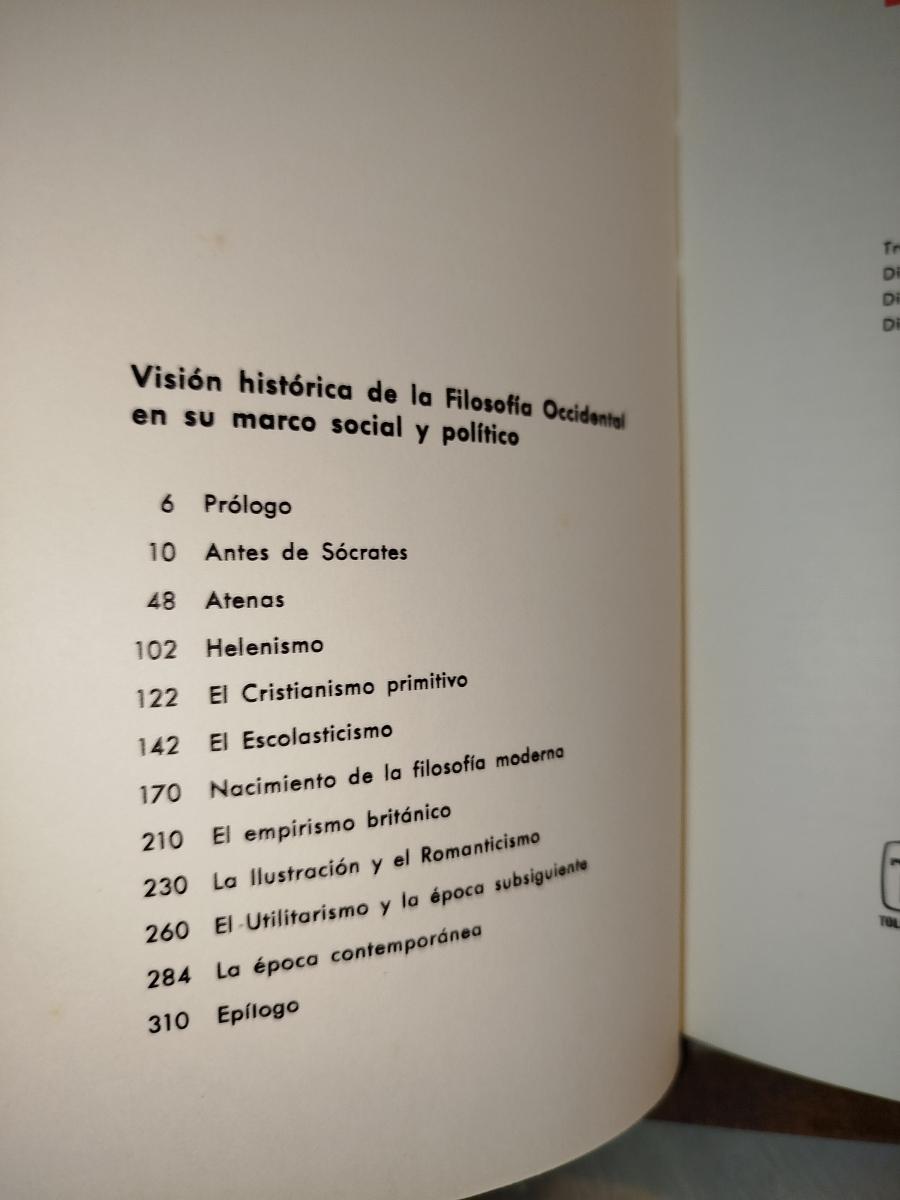 Visión histórica de la Filosofía Occidental
en su marco social y político
6 Prólogo
10 Antes de Sócrates
48 Atenas
102 Helenismo
122 El Cristianismo primitivo
142 El Escolasticismo
170 Nacimiento de la filosofía moderna
210 El empirismo británico
230 La Ilustración y el Romanticismo
260 El Utilitarismo y la época subsiguiente
284 La época contemporánea
310 Epílogo